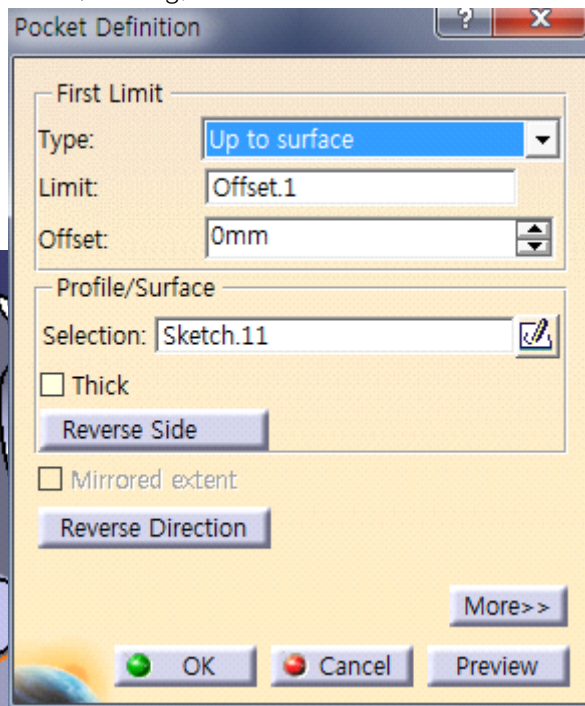 Pocket Definition
?
X
First Limit
Type: Up to surface
Limit: Offset.1
Offset: 0mm
Profile/Surface
Selection: Sketch.11
Thick
Reverse Side
Mirrored extent
Reverse Direction
More>>
OK Cancel Preview